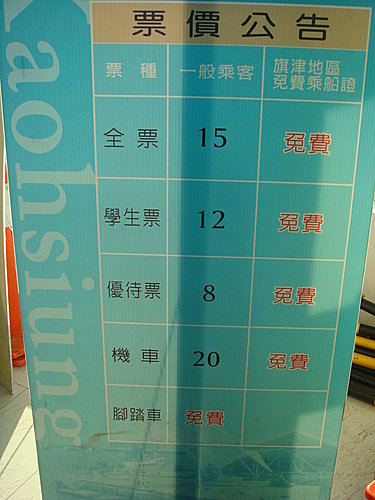 Kaohsiung
票價公告
票種 一般乘客 旗津地區
免費乘船證
全票 15 免費
學生票 12 免費
優待票 8 免費
機車 20 免費
腳踏車 免費